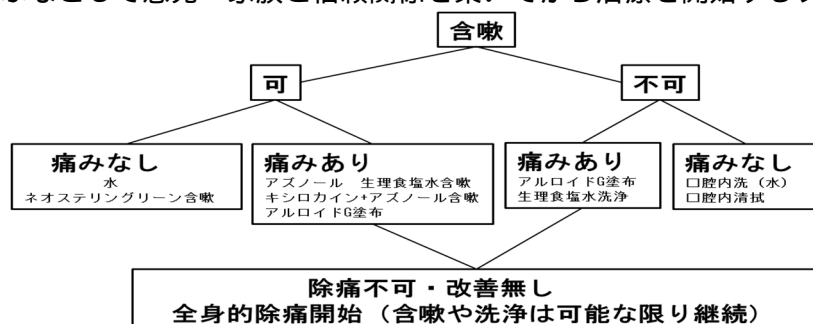 含嗽
可
不可
痛みなし
水
ネオステリングリーン含嗽
痛みあり
アズノール　生理食塩水含嗽
キシロカイン+アズノール含嗽
アルロイドG塗布
痛みあり
アルロイドG塗布
生理食塩水洗浄
痛みなし
口腔内洗（水）
口腔内清拭
除痛不可・改善無し
全身的除痛開始（含嗽や洗浄は可能な限り継続）